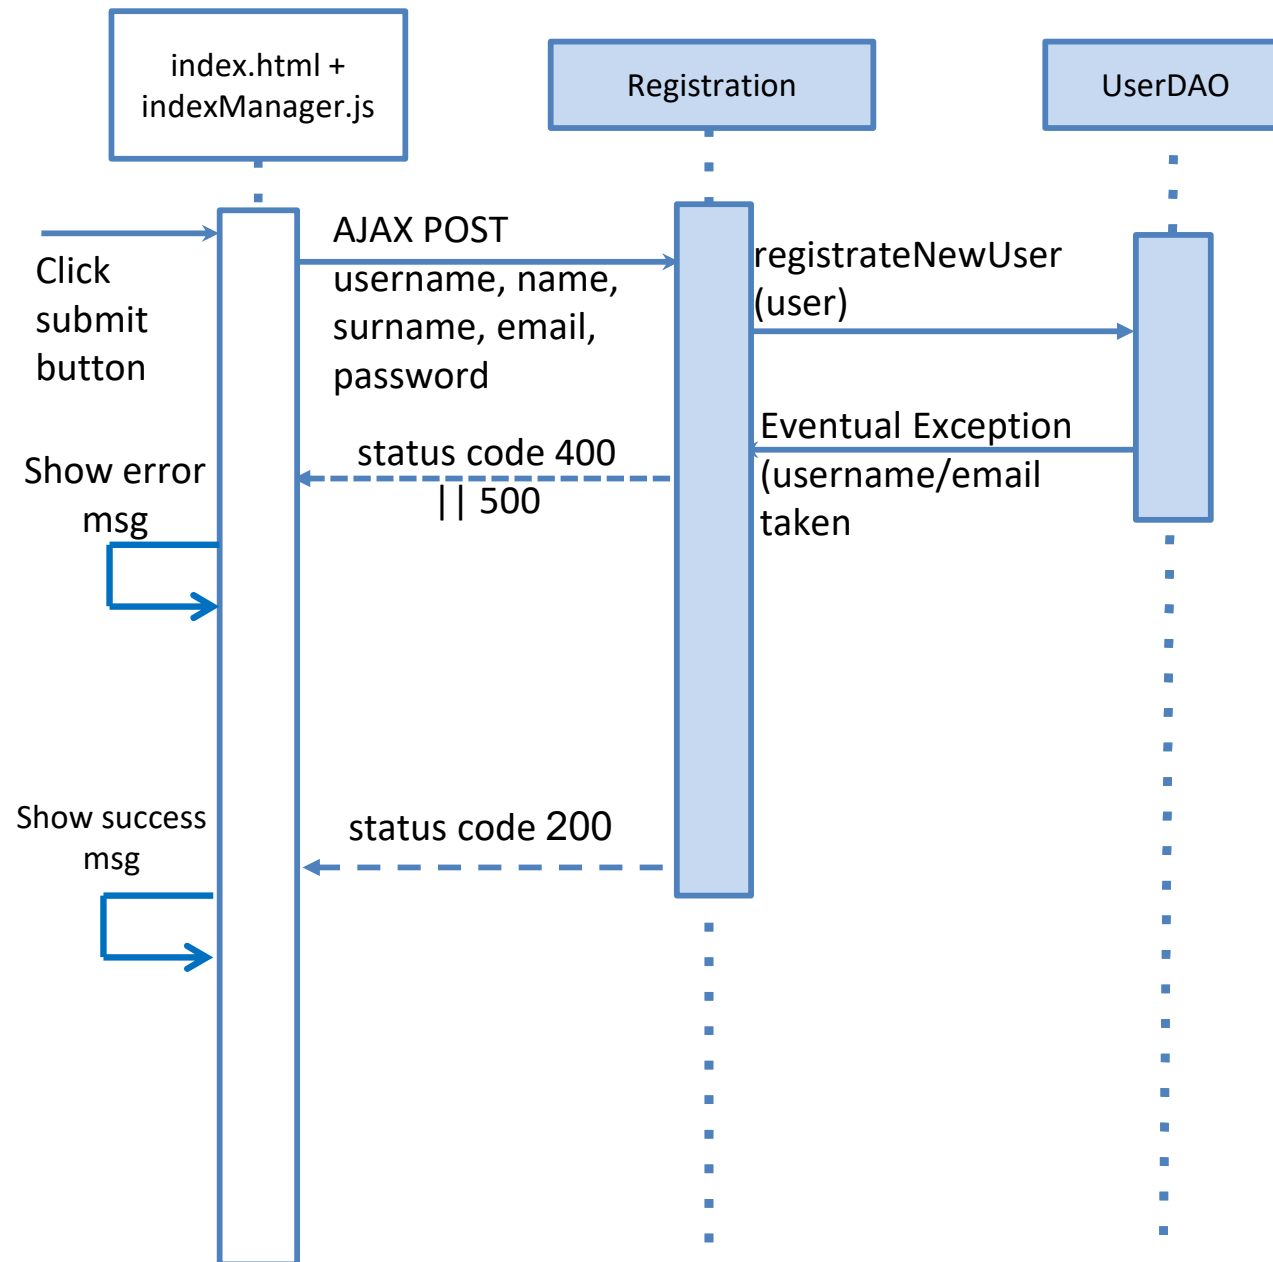 index.html +
indexManager.js
Registration
UserDAO
Click
submit
button
AJAX POST
username, name,
surname, email,
password
registrateNewUser
(user)
Eventual Exception
(username/email
taken
status code 400
|| 500
Show error
msg
status code 200
Show success
msg